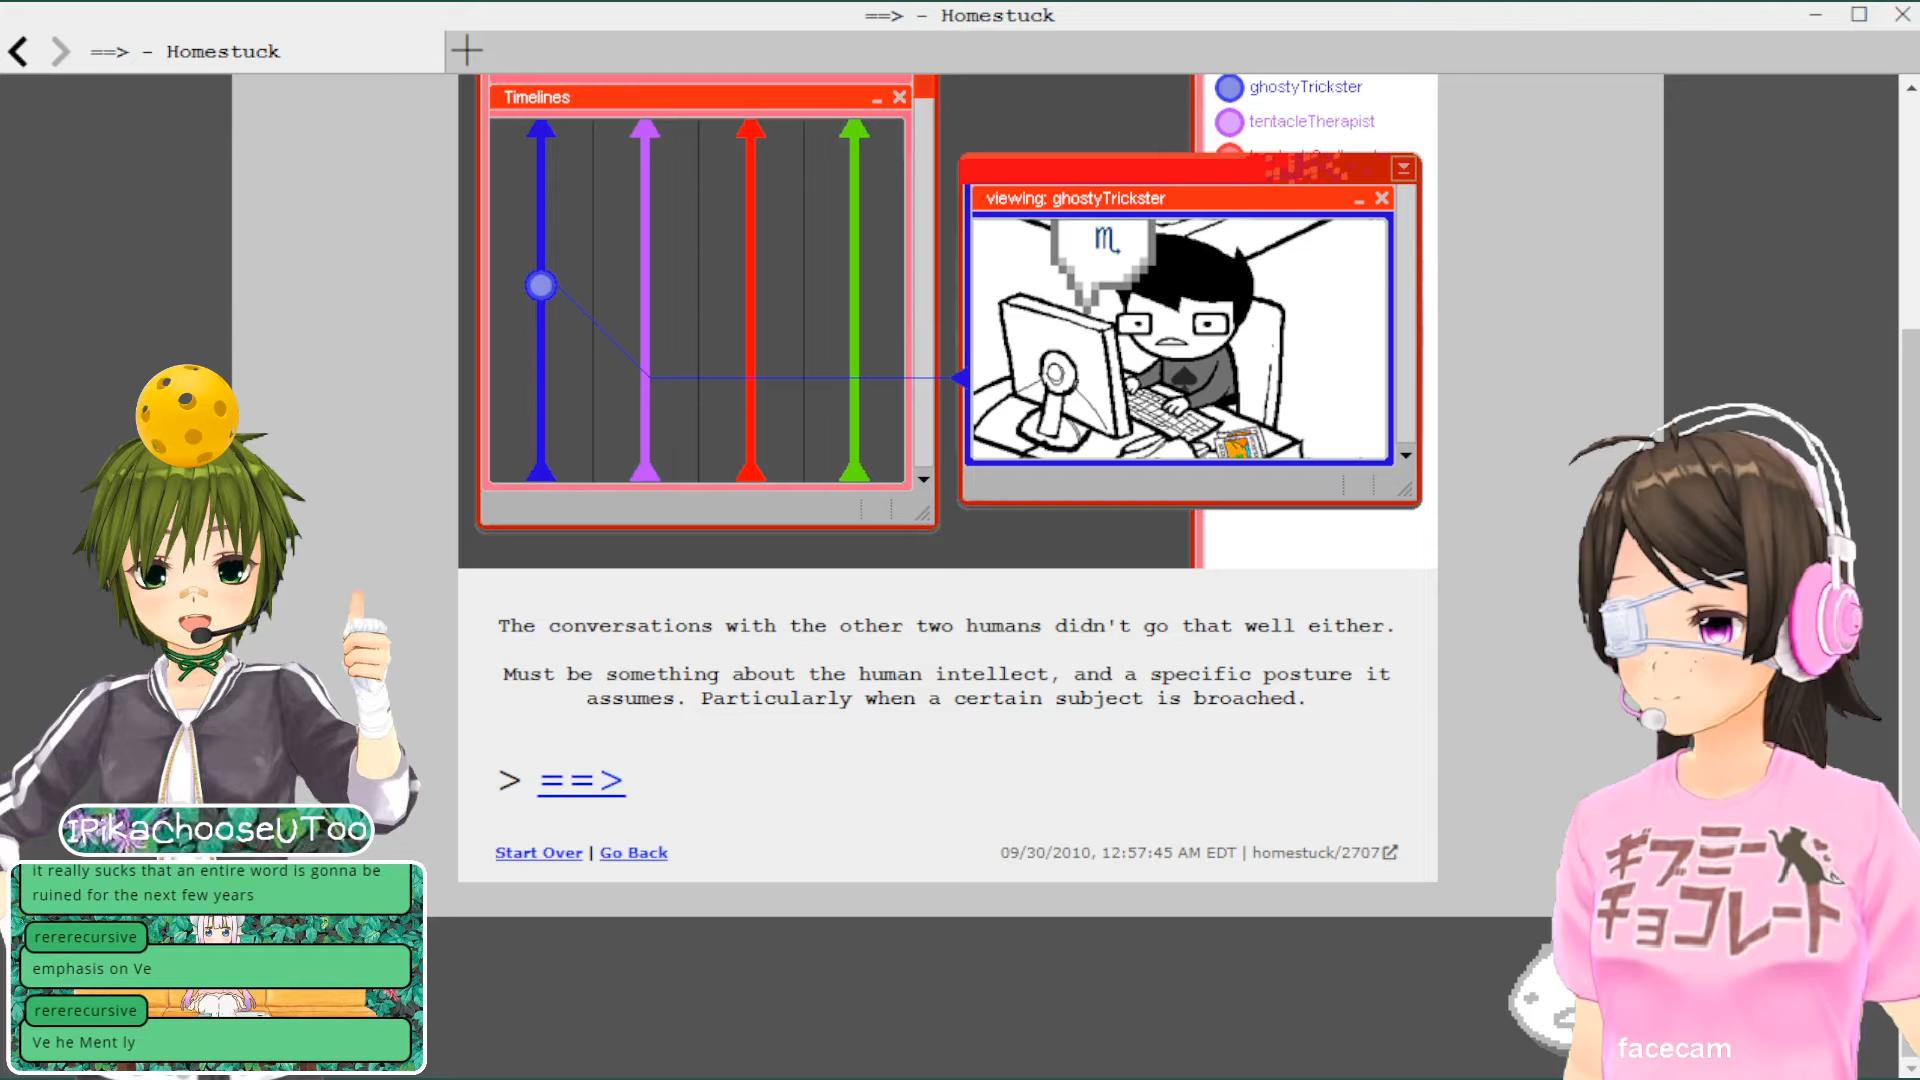 ==> - Homestuck
==> - Homestuck
Timelines
ghostyTrickster
tentacleTherapist
viewing: ghostyTrickster
♏
The conversations with the other two humans didn't go that well either.
Must be something about the human intellect, and a specific posture it
assumes. Particularly when a certain subject is broached.
> ==>
Start Over | Go Back
09/30/2010, 12:57:45 AM EDT | homestuck/2707
IPikachooseUToo
it really sucks that an entire word is gonna be
ruined for the next few years
rererecursive
emphasis on Ve
rererecursive
Ve he Ment ly
ギブミー
チョコレート
facecam